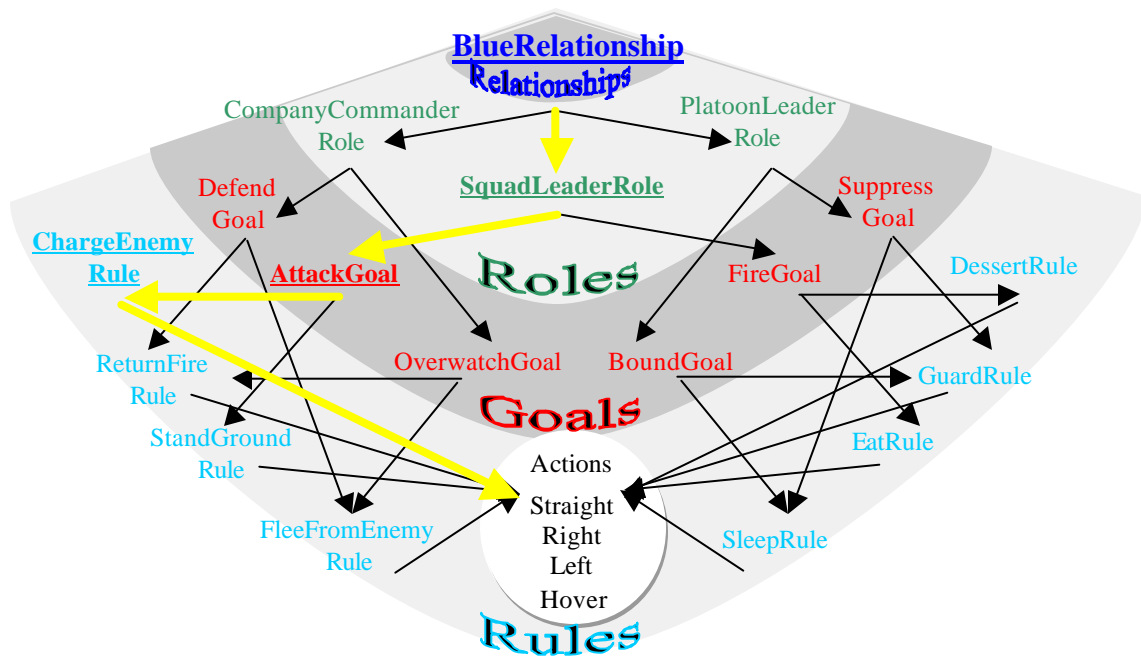 BlueRelationship
Relationships
CompanyCommander
Role
PlatoonLeader
Role
SquadLeaderRole
Defend
Goal
Suppress
Goal
ChargeEnemy
Rule
AttackGoal
Roles
FireGoal
DessertRule
ReturnFire
Rule
OverwatchGoal
BoundGoal
GuardRule
Goals
StandGround
Rule
EatRule
Actions
Straight
Right
Left
Hover
FleeFromEnemy
Rule
SleepRule
Rules